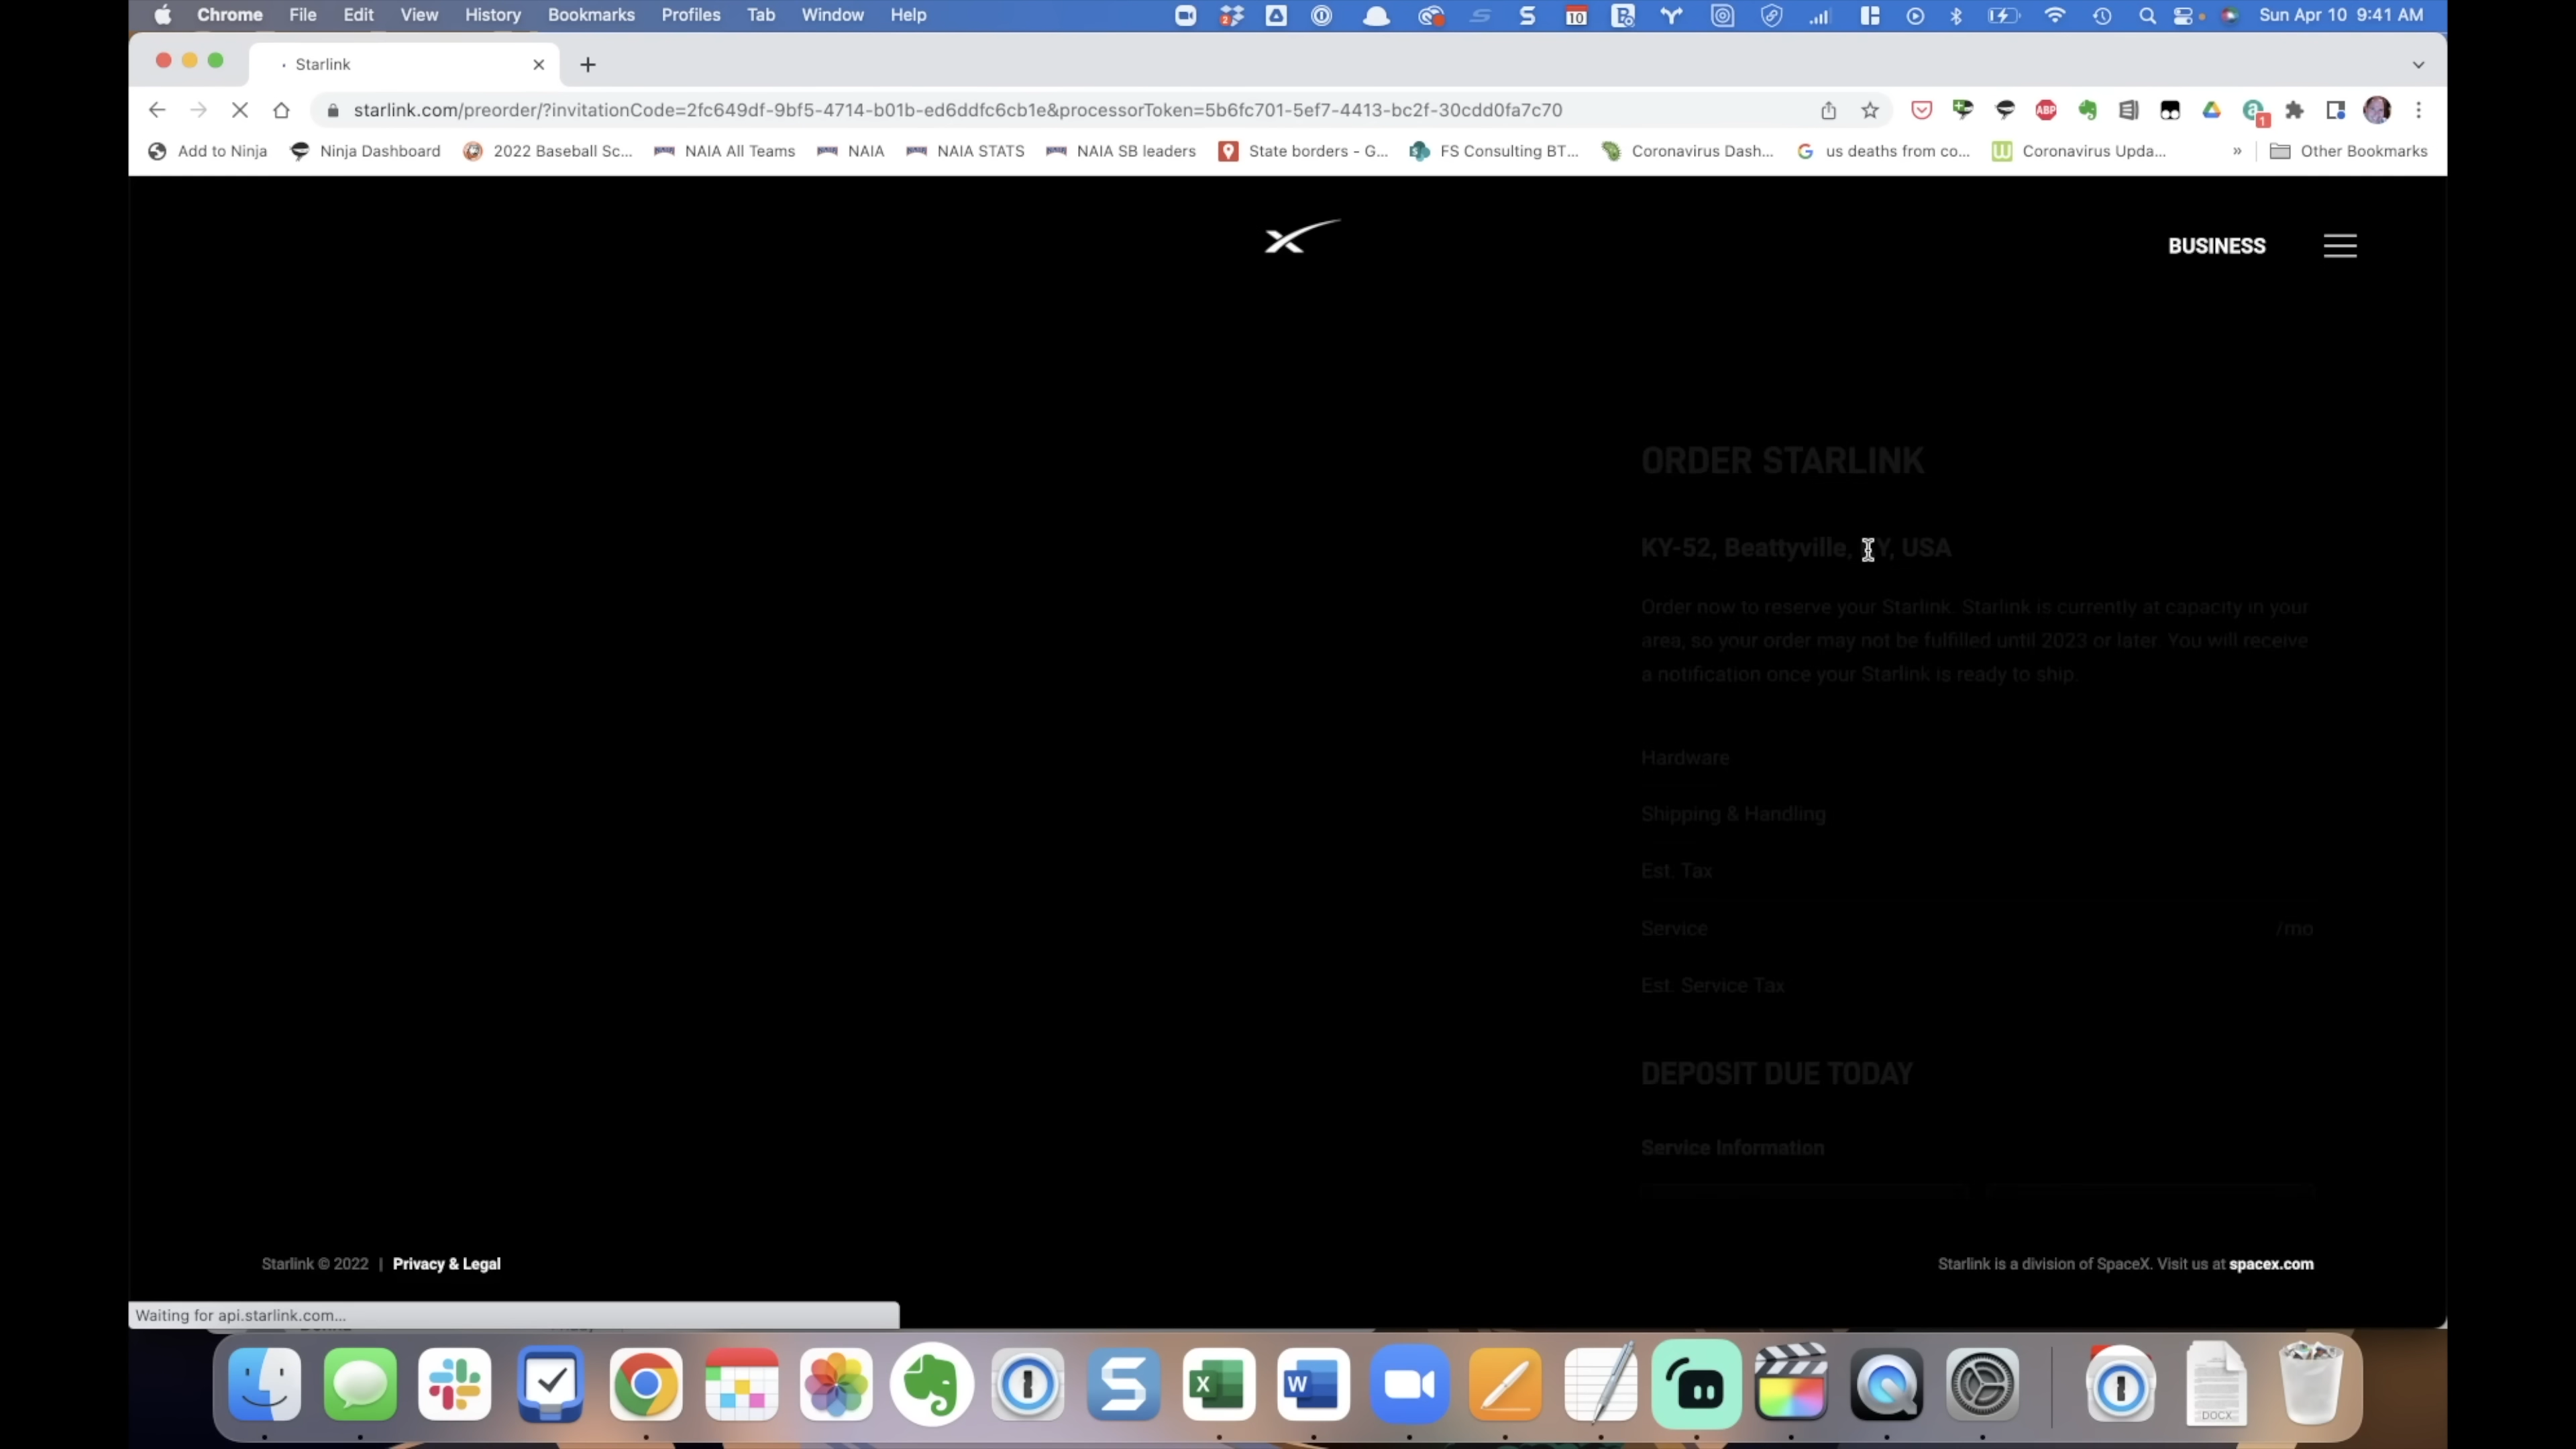 Chrome File Edit View History Bookmarks Profiles Tab Window Help
2
10
Sun Apr 10 9:41 AM
Starlink
starlink.com/preorder/?invitationCode=2fc649df-9bf5-4714-b01b-ed6ddfc6cb1e&processorToken=5b6fc701-5ef7-4413-bc2f-30cdd0fa7c70
ABP
1
Add to Ninja Ninja Dashboard 2022 Baseball Sc... NAIA All Teams NAIA NAIA STATS NAIA SB leaders State borders - G... FS Consulting BT... Coronavirus Dash... us deaths from co... Coronavirus Upda... » Other Bookmarks
BUSINESS
ORDER STARLINK
KY-52, Beattyville, Y, USA
Order now to reserve your Starlink. Starlink is currently at capacity in your
area, so your order may not be fulfilled until 2023 or later. You will receive
a notification once your Starlink is ready to ship.
Hardware
Shipping & Handling
Est. Tax
Service /mo
Est. Service Tax
DEPOSIT DUE TODAY
Service Information
Starlink © 2022 | Privacy & Legal
Starlink is a division of SpaceX. Visit us at spacex.com
Waiting for api.starlink.com...
DOCX